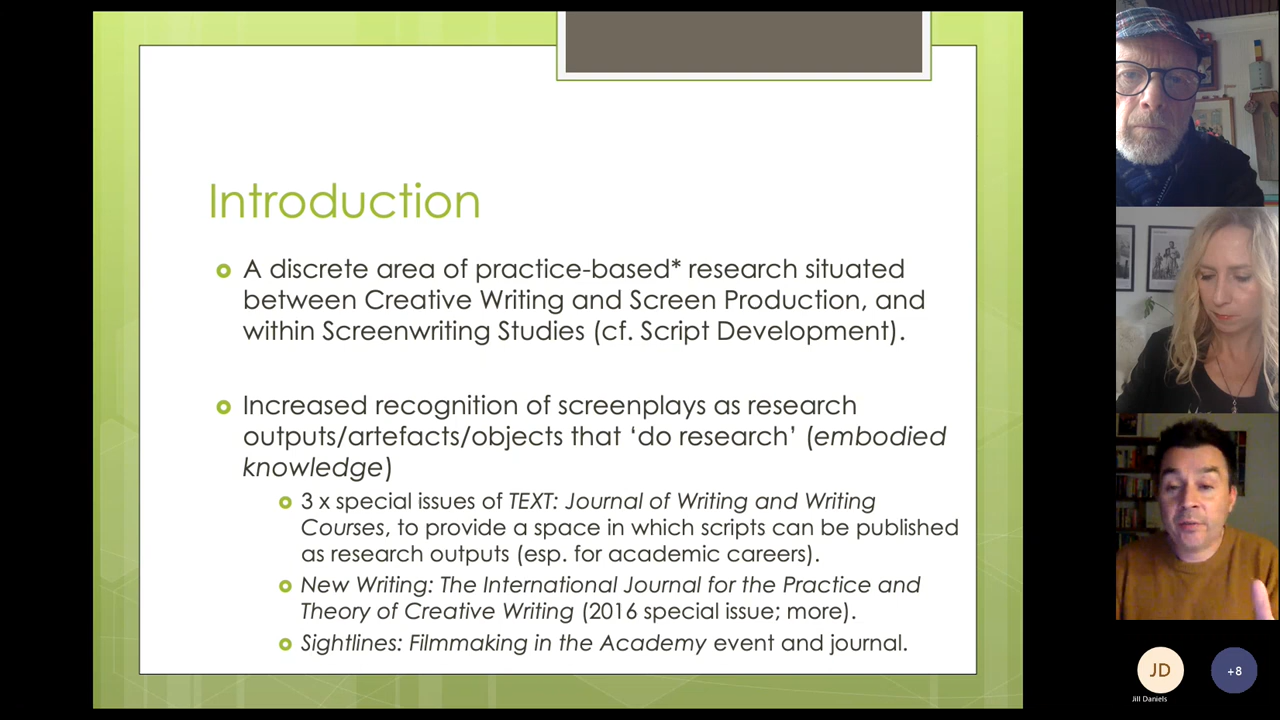 Introduction
A discrete area of practice-based* research situated
between Creative Writing and Screen Production, and
within Screenwriting Studies (cf. Script Development).
Increased recognition of screenplays as research
outputs/artefacts/objects that ‘do research’ (embodied
knowledge)
3 x special issues of TEXT: Journal of Writing and Writing
Courses, to provide a space in which scripts can be published
as research outputs (esp. for academic careers).
New Writing: The International Journal for the Practice and
Theory of Creative Writing (2016 special issue; more).
Sightlines: Filmmaking in the Academy event and journal.
JD
+8
Jill Daniels